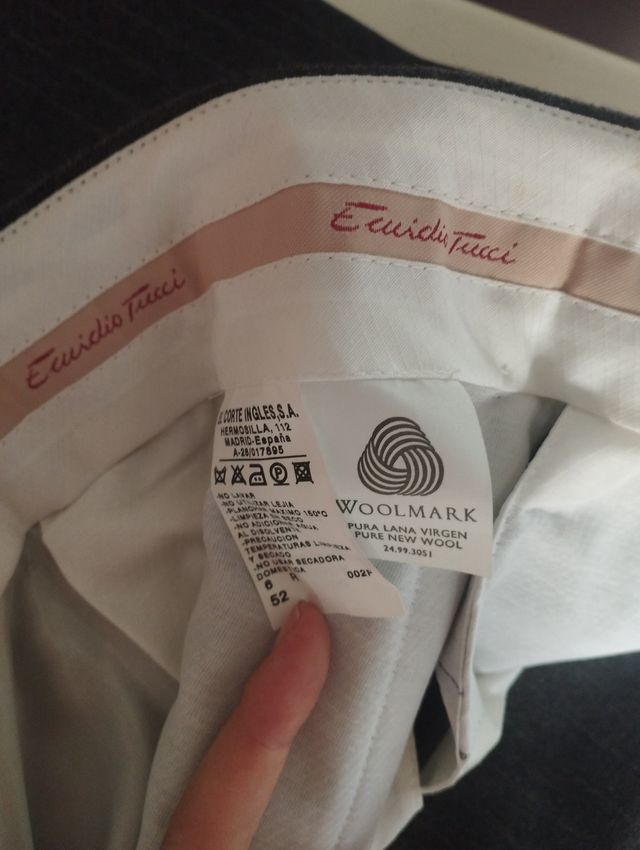 Emidio Tucci
Emidio Tucci
EL CORTE INGLES,S.A.
HERMOSILLA, 112
MADRID-España
A-28/017895
-NO LAVAR
-NO UTILIZAR LEJIA
-PLANCHAR MAXIMO 150ºC
-LIMPIEZA EN SECO
-NO ADICIONAR AGUA
AL DISOLVENTE
-PRECAUCION
TEMPERATURAS LIMPIEZA
Y SECADO
-NO USAR SECADORA
DOMESTICA
6 R
52
WOOLMARK
PURA LANA VIRGEN
PURE NEW WOOL
24.99.3051